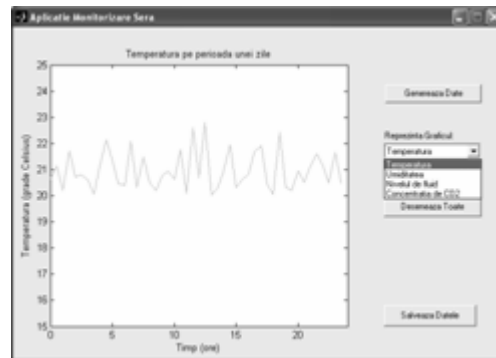 Aplicatie Monitorizare Sera
Temperatura pe perioada unei zile
25
24
23
22
21
20
19
18
17
16
15
0
5
10
15
20
Temperatura (grade Celsius)
Timp (ore)
Genereaza Date
Reprezinta Graficul:
Temperatura
Temperatura
Umiditatea
Nivelul de fluid
Concentratia de CO2
Deseneaza Toate
Salveaza Datele